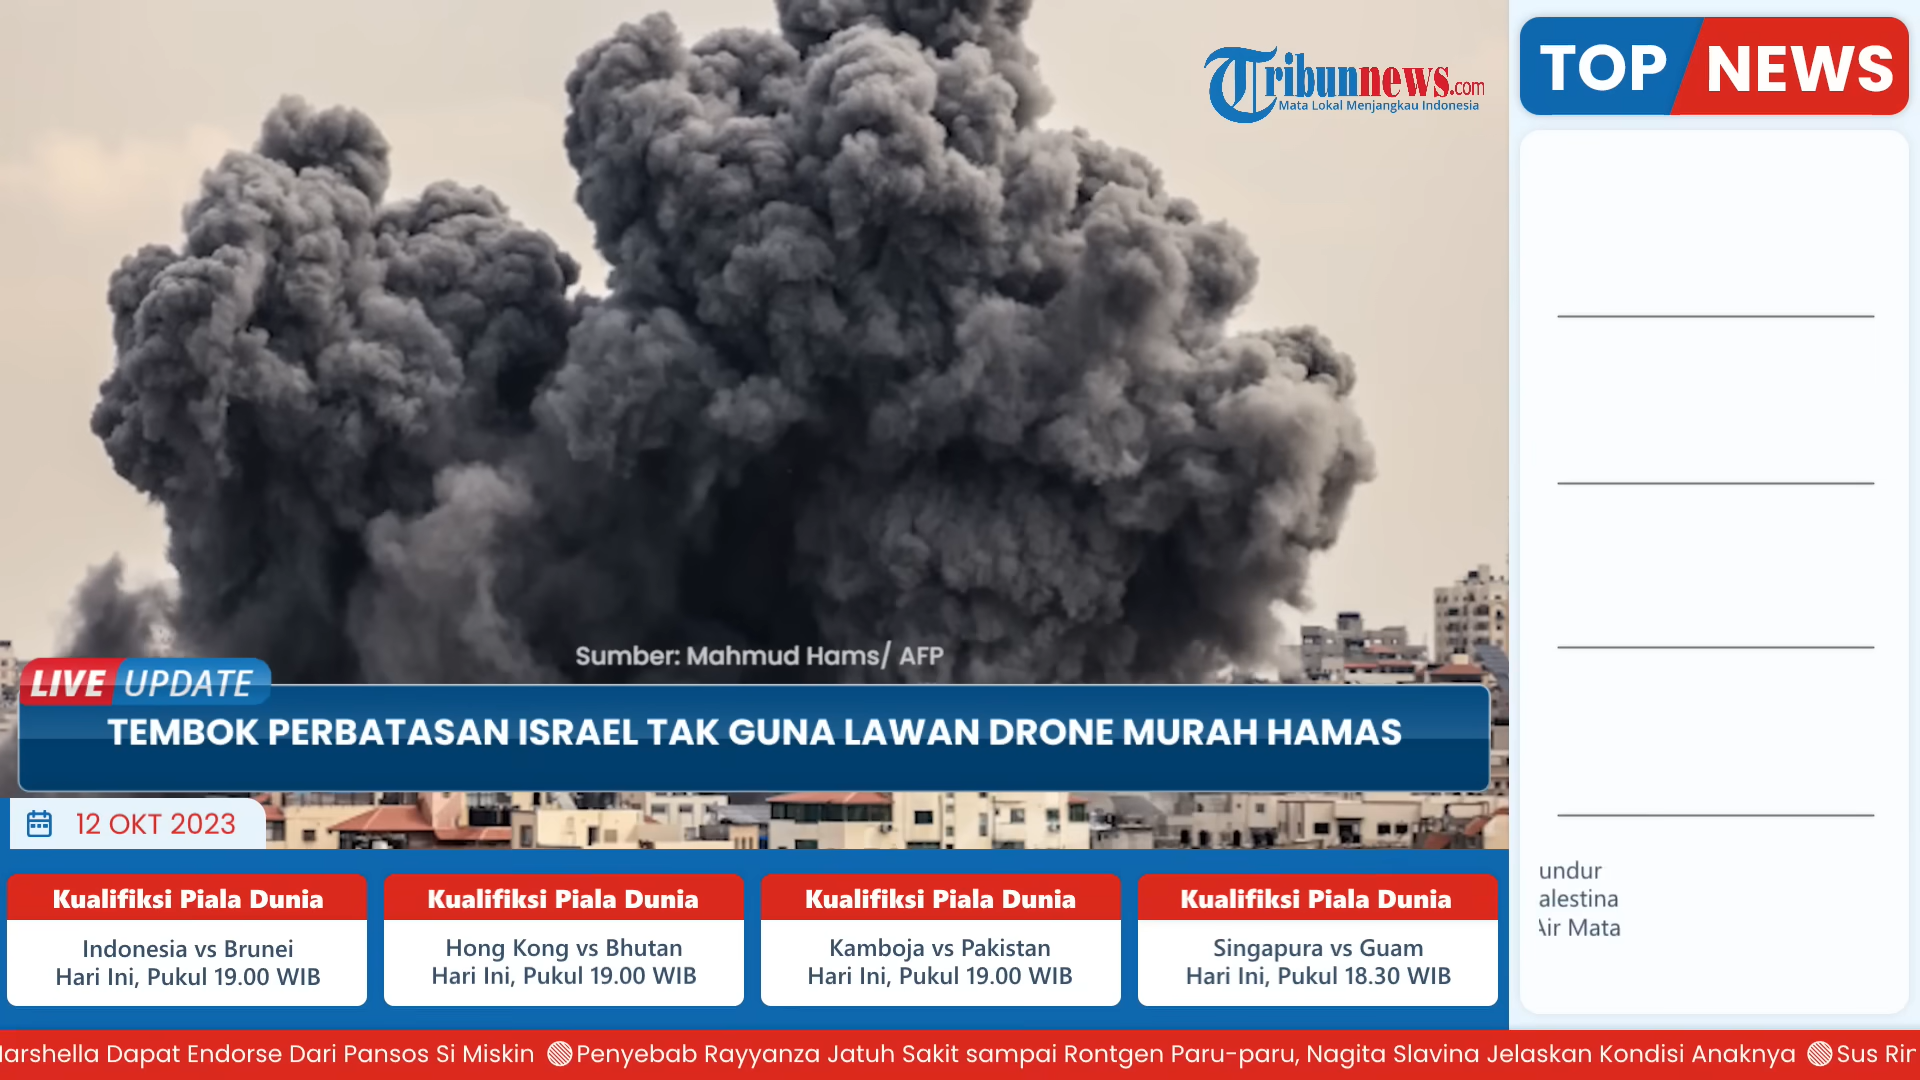 Tribunnews.com
Mata Lokal Menjangkau Indonesia
TOP NEWS
Sumber: Mahmud Hams/ AFP
LIVE UPDATE
TEMBOK PERBATASAN ISRAEL TAK GUNA LAWAN DRONE MURAH HAMAS
12 OKT 2023
Kualifiksi Piala Dunia
Indonesia vs Brunei
Hari Ini, Pukul 19.00 WIB
Kualifiksi Piala Dunia
Hong Kong vs Bhutan
Hari Ini, Pukul 19.00 WIB
Kualifiksi Piala Dunia
Kamboja vs Pakistan
Hari Ini, Pukul 19.00 WIB
Kualifiksi Piala Dunia
Singapura vs Guam
Hari Ini, Pukul 18.30 WIB
undur
alestina
Air Mata
arshella Dapat Endorse Dari Pansos Si Miskin Penyebab Rayyanza Jatuh Sakit sampai Rontgen Paru-paru, Nagita Slavina Jelaskan Kondisi Anaknya Sus Rir